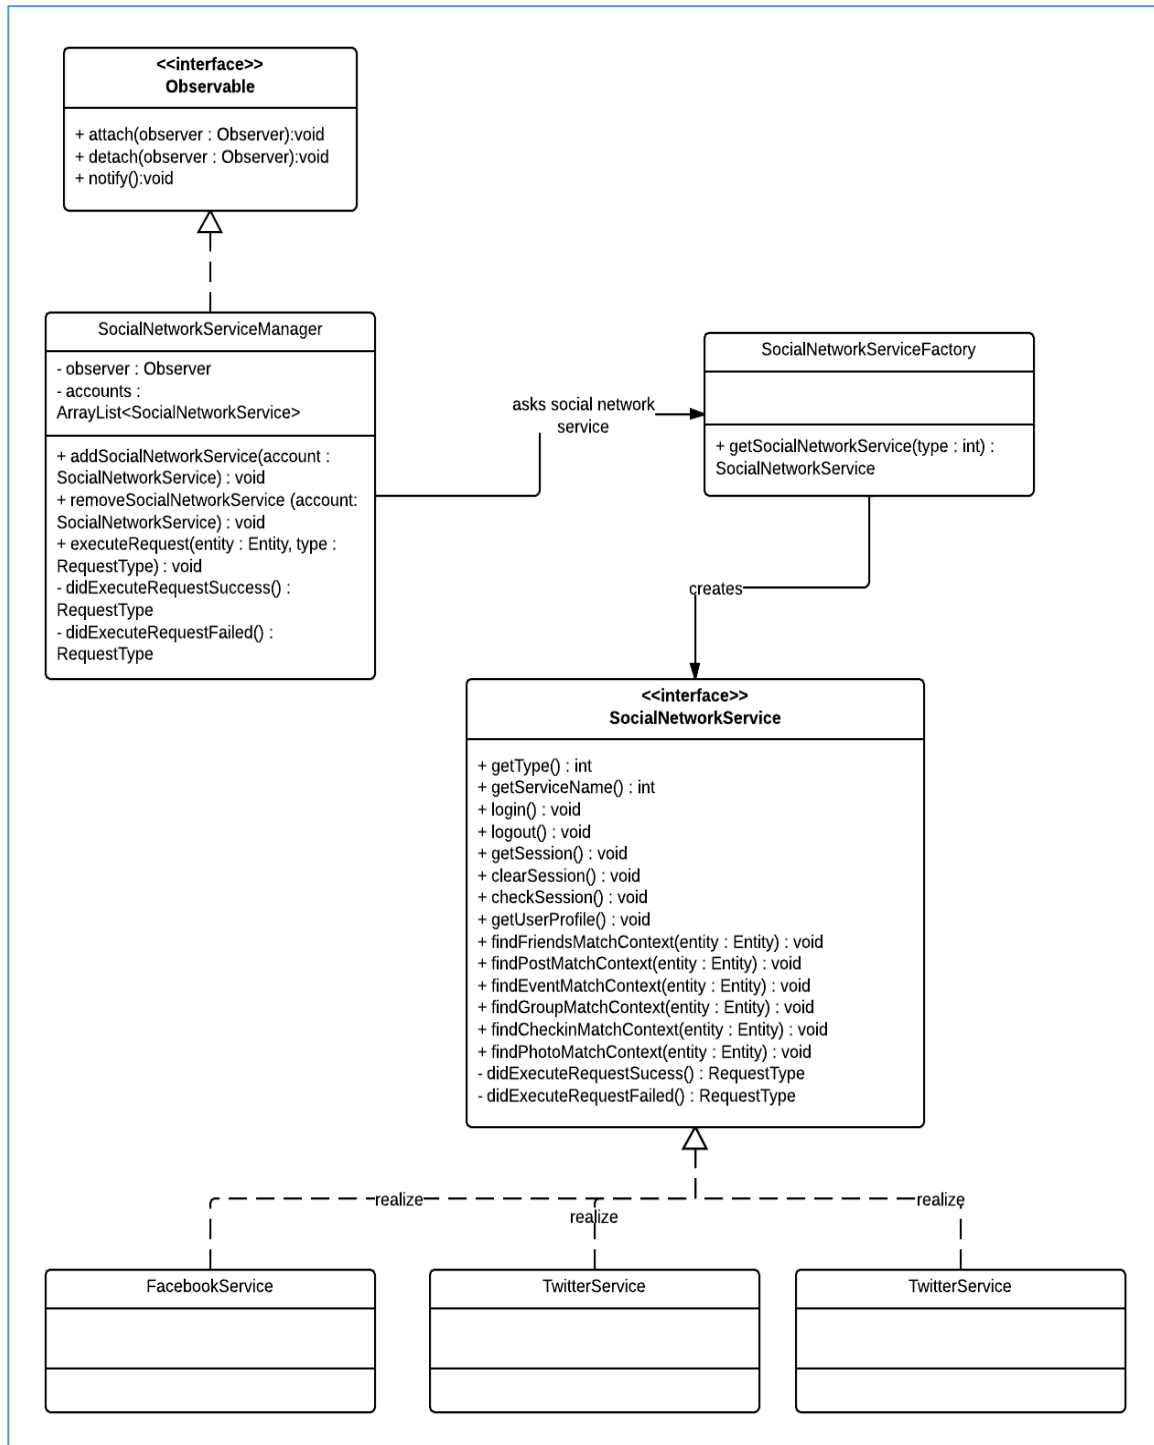 <<interface>>
Observable
+ attach(observer : Observer):void
+ detach(observer : Observer):void
+ notify():void
SocialNetworkServiceManager
- observer : Observer
- accounts :
ArrayList<SocialNetworkService>
+ addSocialNetworkService(account :
SocialNetworkService) : void
+ removeSocialNetworkService (account:
SocialNetworkService) : void
+ executeRequest(entity : Entity, type :
RequestType) : void
- didExecuteRequestSuccess() :
RequestType
- didExecuteRequestFailed() :
RequestType
asks social network
service
SocialNetworkServiceFactory
+ getSocialNetworkService(type : int) :
SocialNetworkService
creates
<<interface>>
SocialNetworkService
+ getType() : int
+ getServiceName() : int
+ login() : void
+ logout() : void
+ getSession() : void
+ clearSession() : void
+ checkSession() : void
+ getUserProfile() : void
+ findFriendsMatchContext(entity : Entity) : void
+ findPostMatchContext(entity : Entity) : void
+ findEventMatchContext(entity : Entity) : void
+ findGroupMatchContext(entity : Entity) : void
+ findCheckinMatchContext(entity : Entity) : void
+ findPhotoMatchContext(entity : Entity) : void
- didExecuteRequestSucess() : RequestType
- didExecuteRequestFailed() : RequestType
realize
realize
realize
FacebookService
TwitterService
TwitterService